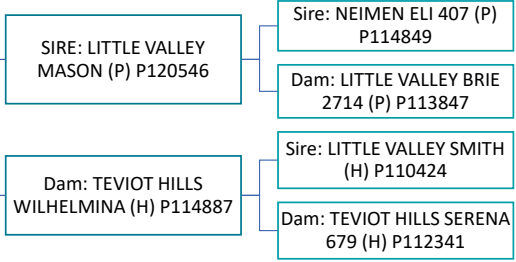 SIRE: LITTLE VALLEY
MASON (P) P120546
Sire: NEIMEN ELI 407 (P)
P114849
Dam: LITTLE VALLEY BRIE
2714 (P) P113847
Dam: TEVIOT HILLS
WILHELMINA (H) P114887
Sire: LITTLE VALLEY SMITH
(H) P110424
Dam: TEVIOT HILLS SERENA
679 (H) P112341